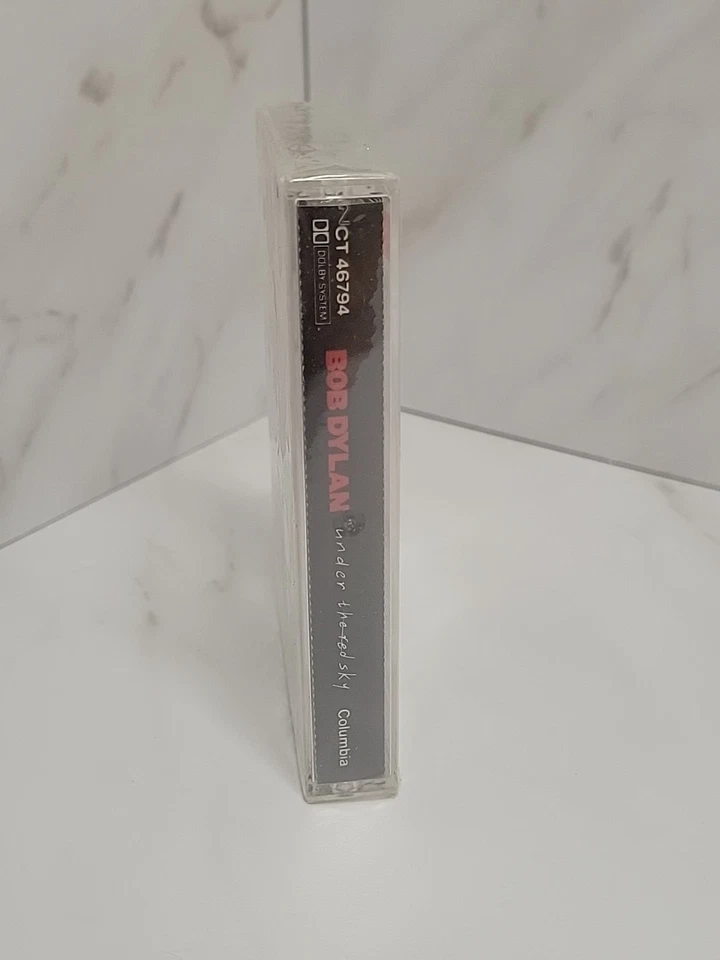 CT 46794
DOLBY SYSTEM
BOB DYLAN
under the red sky
Columbia